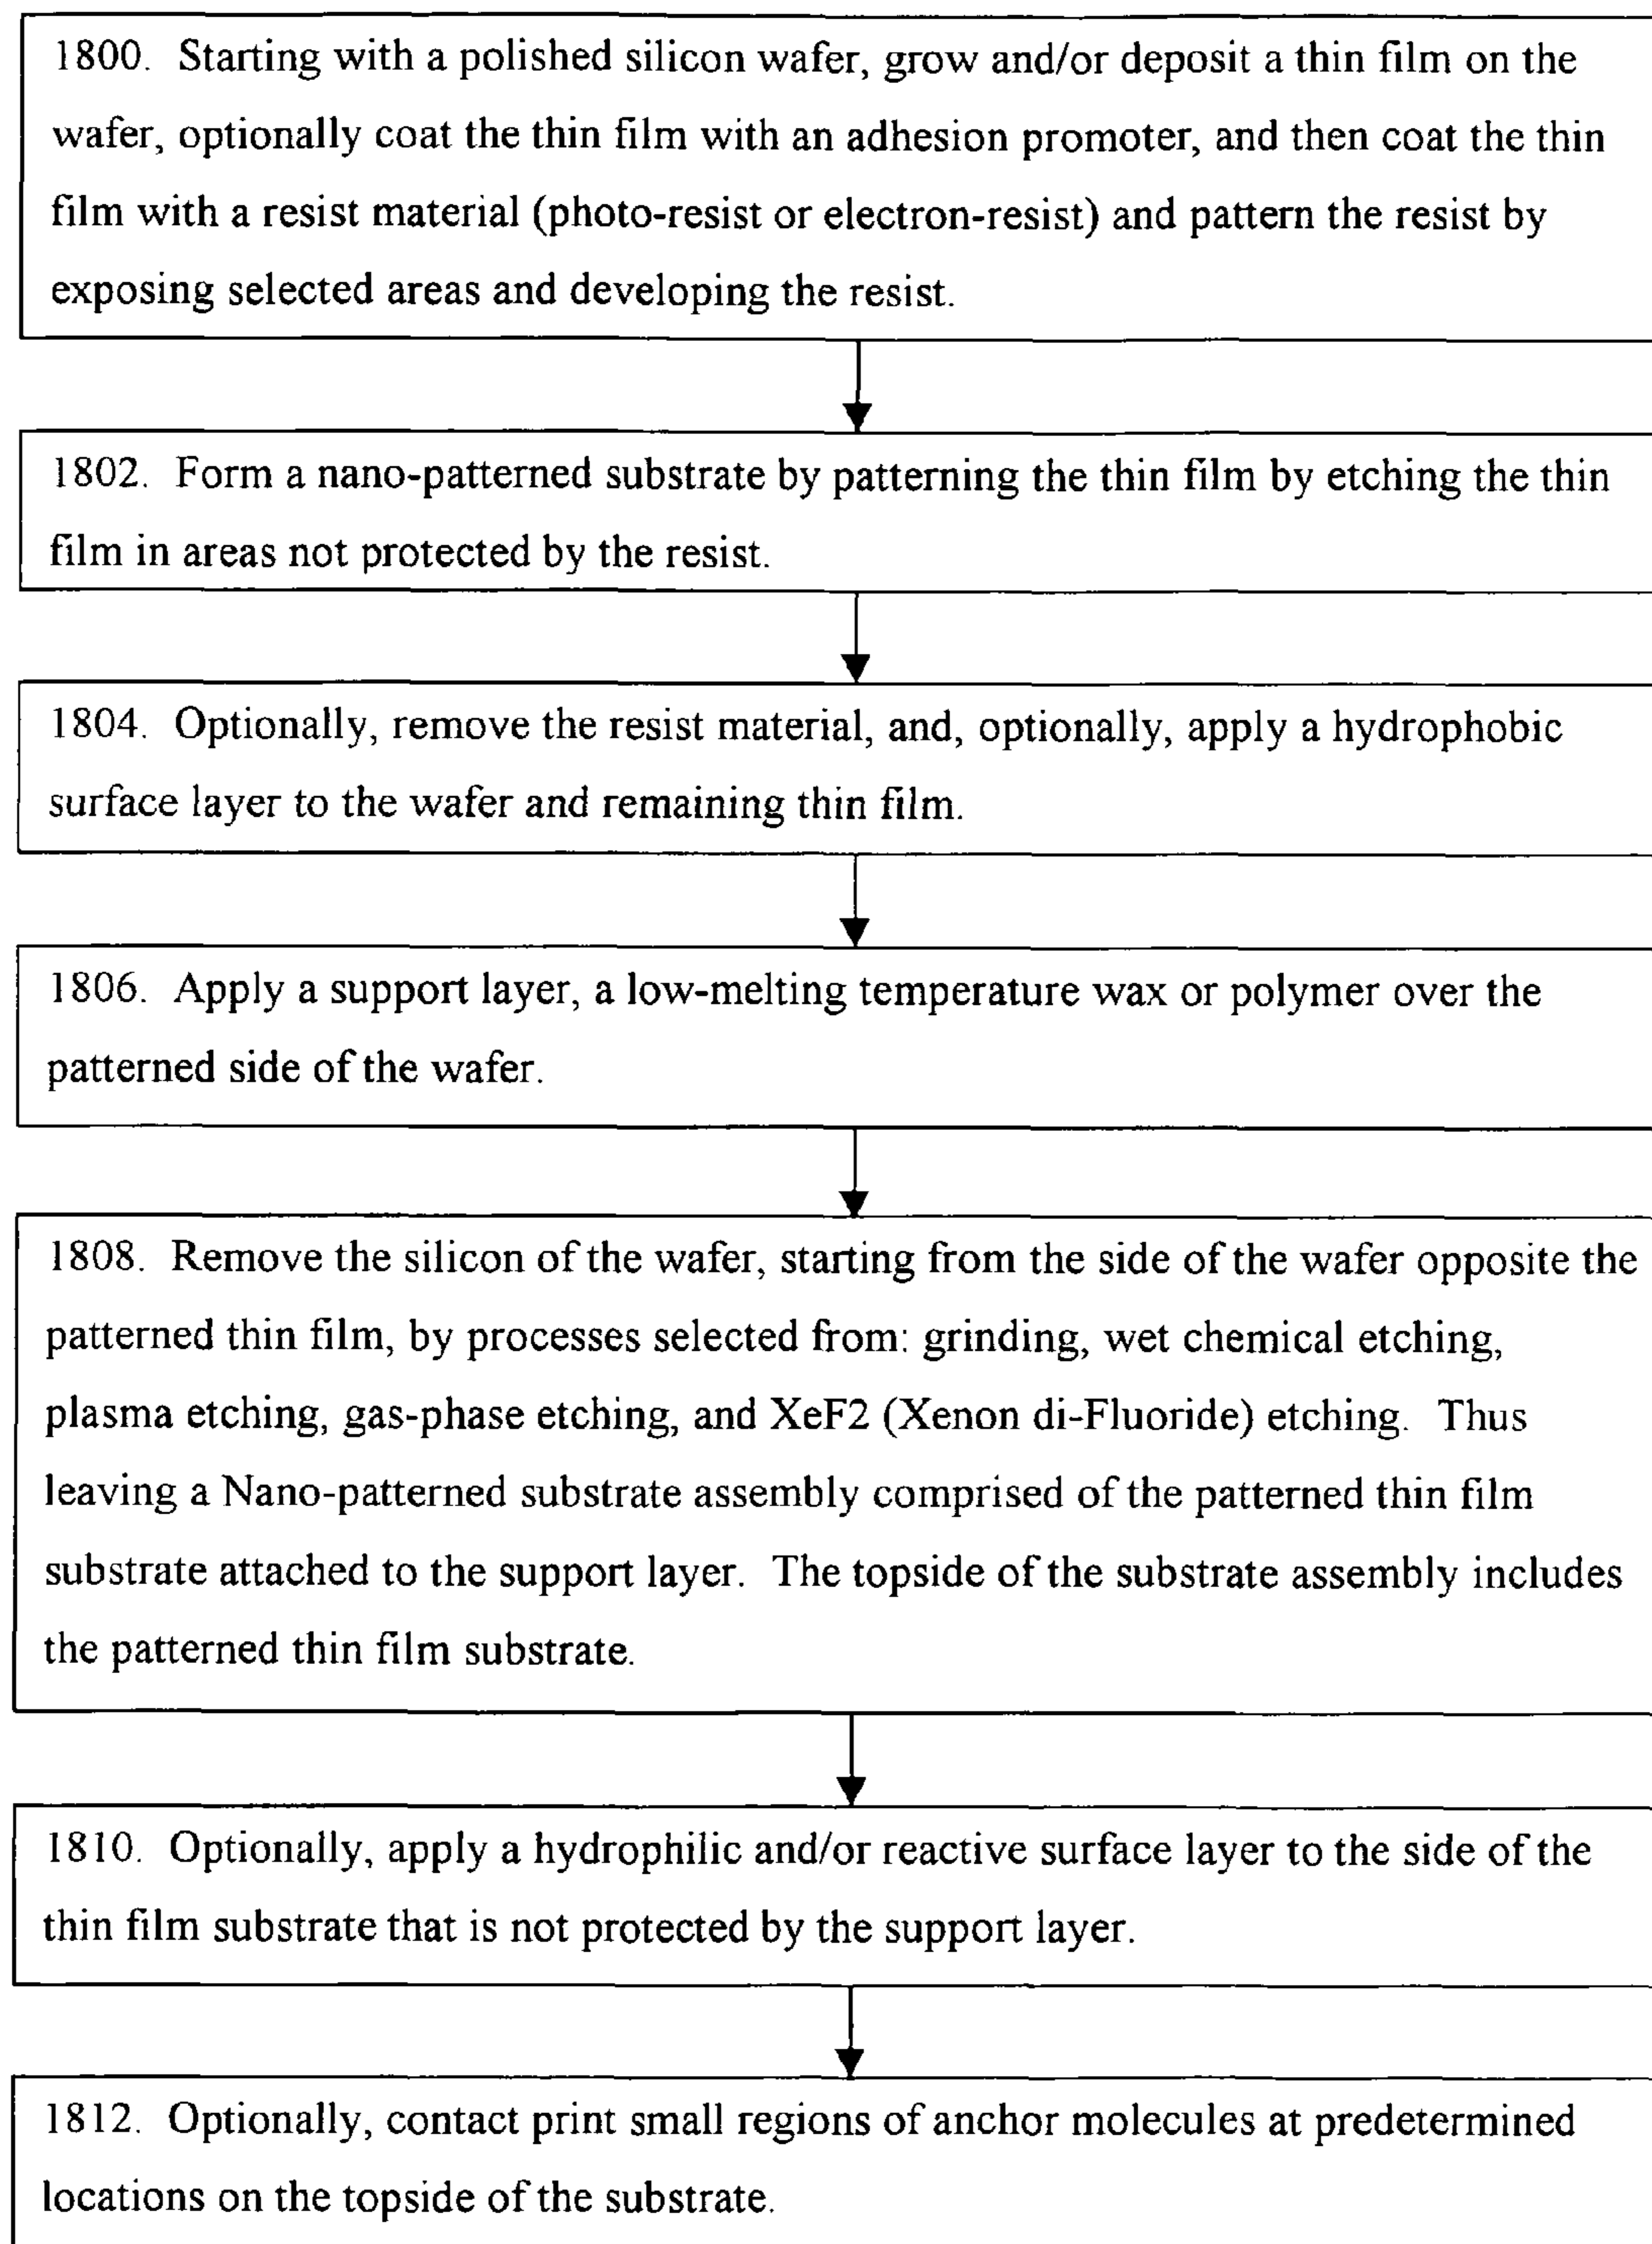 1800. Starting with a polished silicon wafer, grow and/or deposit a thin film on the
wafer, optionally coat the thin film with an adhesion promoter, and then coat the thin
film with a resist material (photo-resist or electron-resist) and pattern the resist by
exposing selected areas and developing the resist.
1802. Form a nano-patterned substrate by patterning the thin film by etching the thin
film in areas not protected by the resist.
1804. Optionally, remove the resist material, and, optionally, apply a hydrophobic
surface layer to the wafer and remaining thin film.
1806. Apply a support layer, a low-melting temperature wax or polymer over the
patterned side of the wafer.
1808. Remove the silicon of the wafer, starting from the side of the wafer opposite the
patterned thin film, by processes selected from: grinding, wet chemical etching,
plasma etching, gas-phase etching, and XeF2 (Xenon di-Fluoride) etching. Thus
leaving a Nano-patterned substrate assembly comprised of the patterned thin film
substrate attached to the support layer. The topside of the substrate assembly includes
the patterned thin film substrate.
1810. Optionally, apply a hydrophilic and/or reactive surface layer to the side of the
thin film substrate that is not protected by the support layer.
1812. Optionally, contact print small regions of anchor molecules at predetermined
locations on the topside of the substrate.